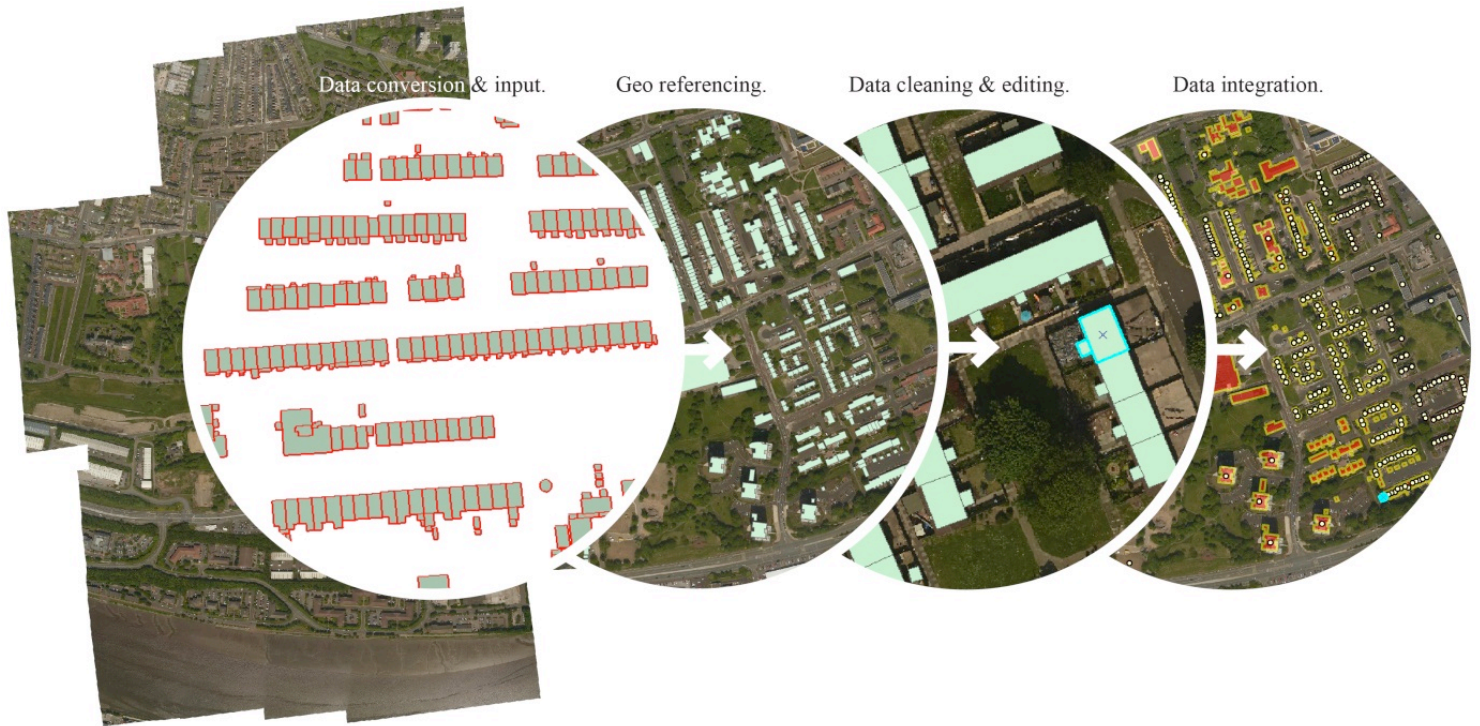 Data conversion & input.
Geo referencing.
Data cleaning & editing.
Data integration.